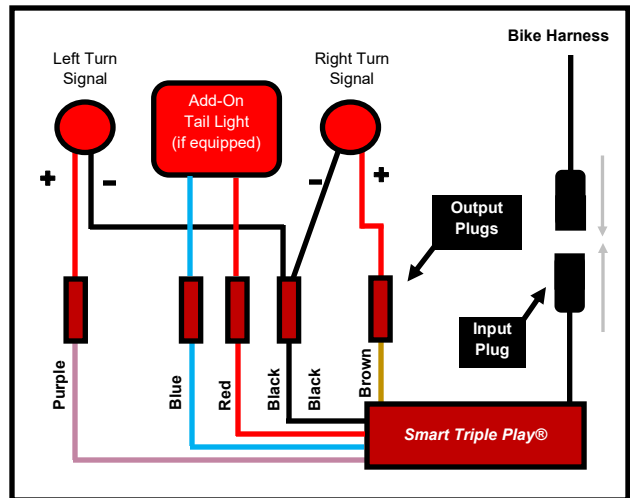 Bike Harness
Left Turn
Signal
Right Turn
Signal
Add-On
Tail Light
(if equipped)
+
-
-
+
Output
Plugs
Input
Plug
Purple
Blue
Red
Black
Black
Brown
Smart Triple Play®